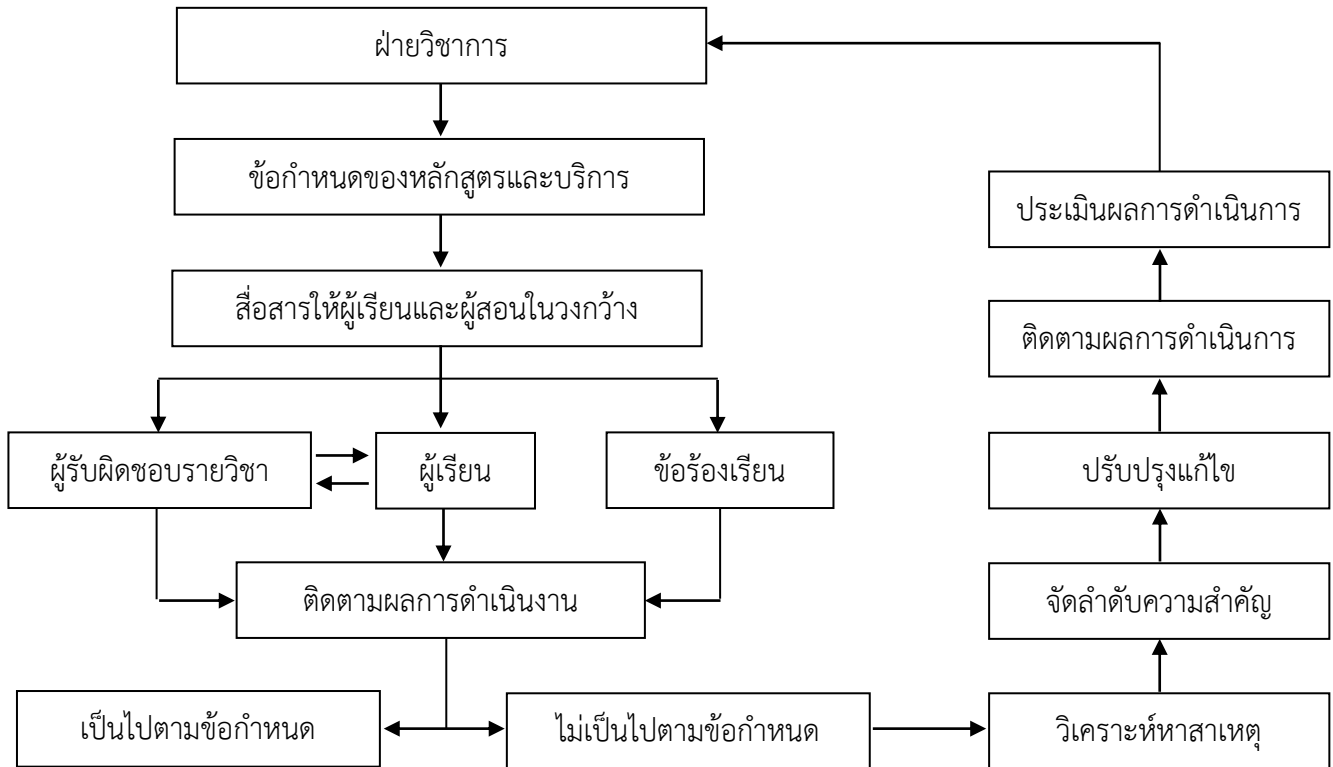 ฝ่ายวิชาการ
ข้อกำหนดของหลักสูตรและบริการ
สื่อสารให้ผู้เรียนและผู้สอนในวงกว้าง
ผู้รับผิดชอบรายวิชา
ผู้เรียน
ข้อร้องเรียน
ติดตามผลการดำเนินงาน
เป็นไปตามข้อกำหนด
ไม่เป็นไปตามข้อกำหนด
วิเคราะห์หาสาเหตุ
จัดลำดับความสำคัญ
ปรับปรุงแก้ไข
ติดตามผลการดำเนินการ
ประเมินผลการดำเนินการ